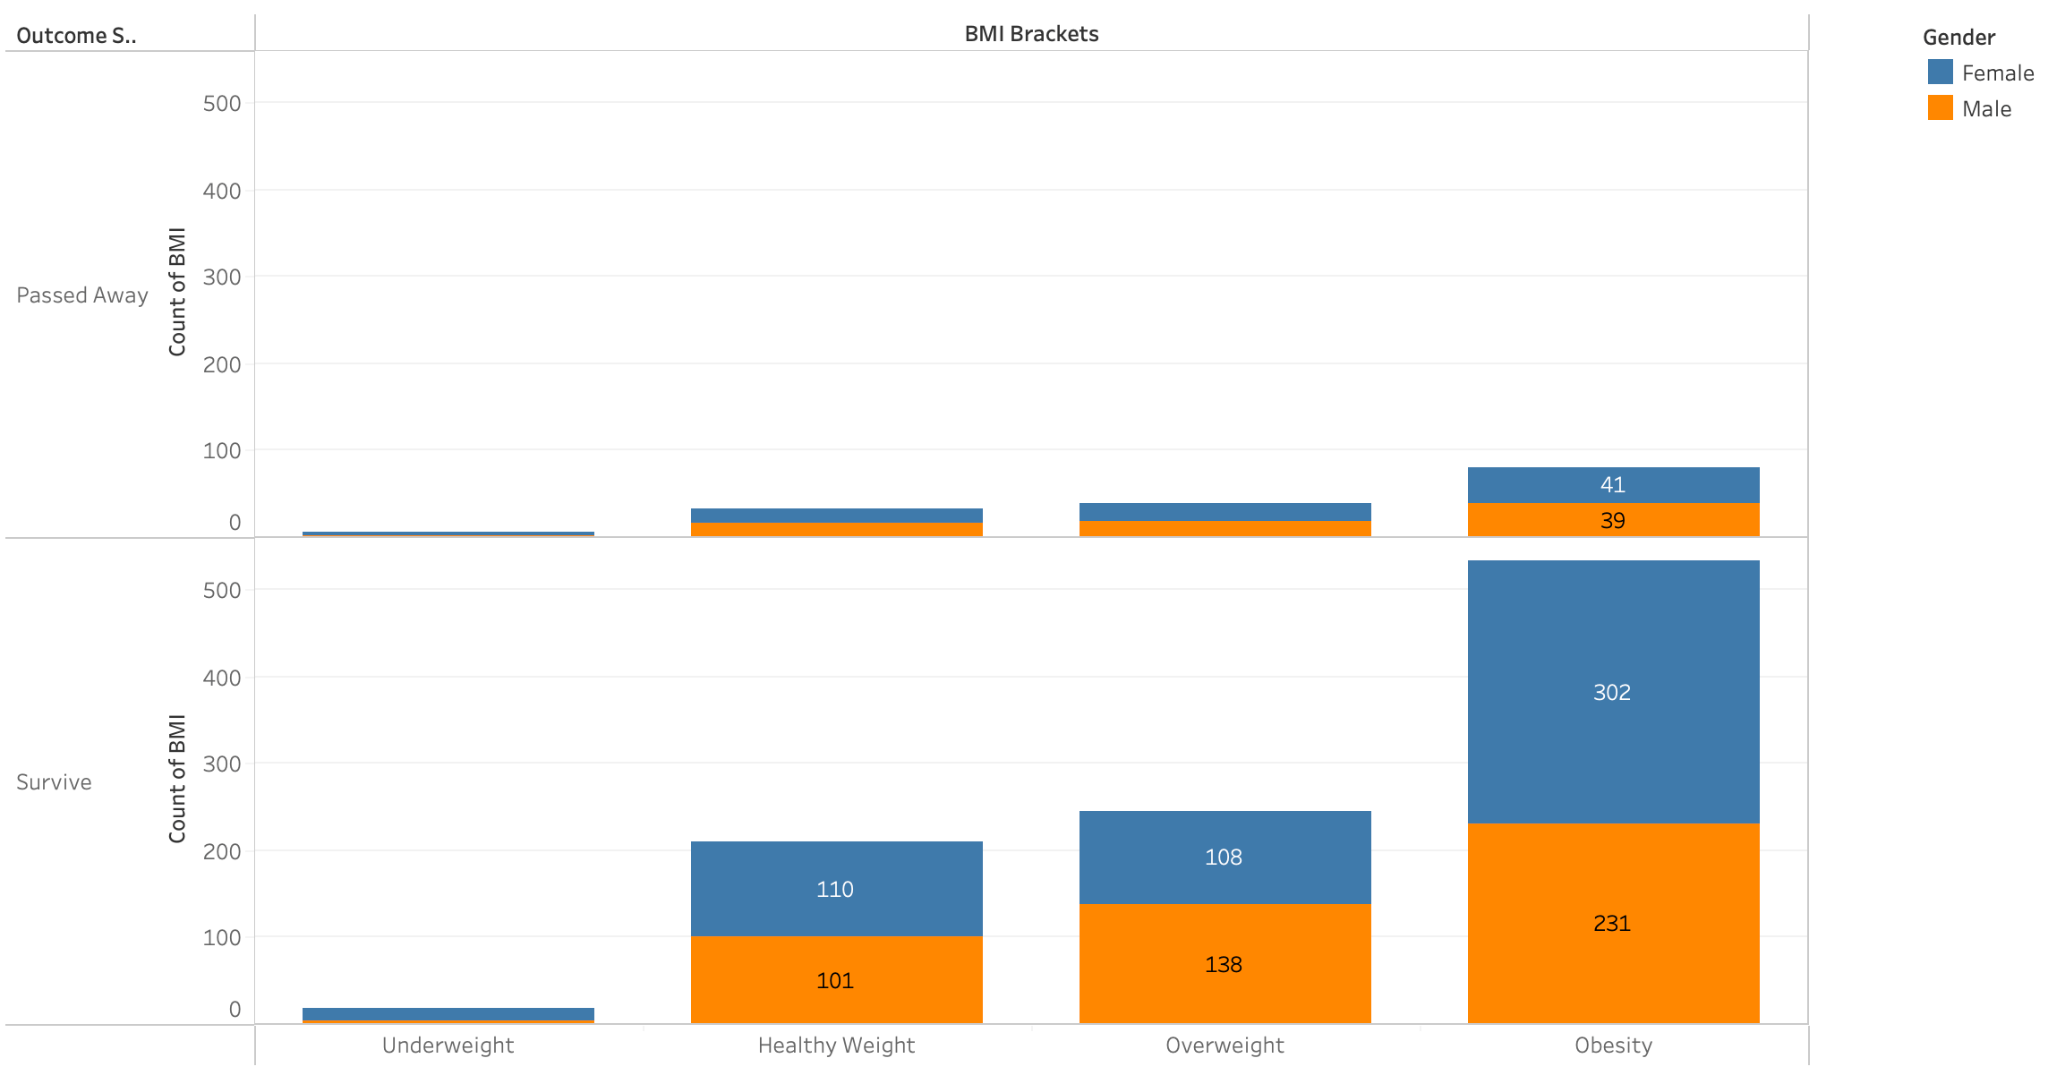 Outcome S..
BMI Brackets
Gender
Female
Male
Passed Away
Count of BMI
500
400
300
200
100
0
41
39
Survive
Count of BMI
500
400
300
200
100
0
110
101
108
138
302
231
Underweight
Healthy Weight
Overweight
Obesity